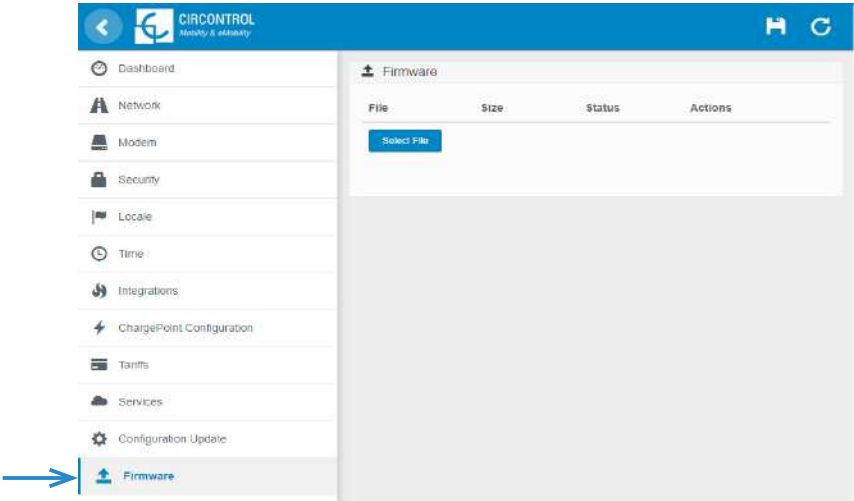 CIRCONTROL
Mobility & eMobility
Dashboard
Network
Modem
Security
Locale
Time
Integrations
ChargePoint Configuration
Tariffs
Services
Configuration Update
Firmware
Firmware
File Size Status Actions
Select File